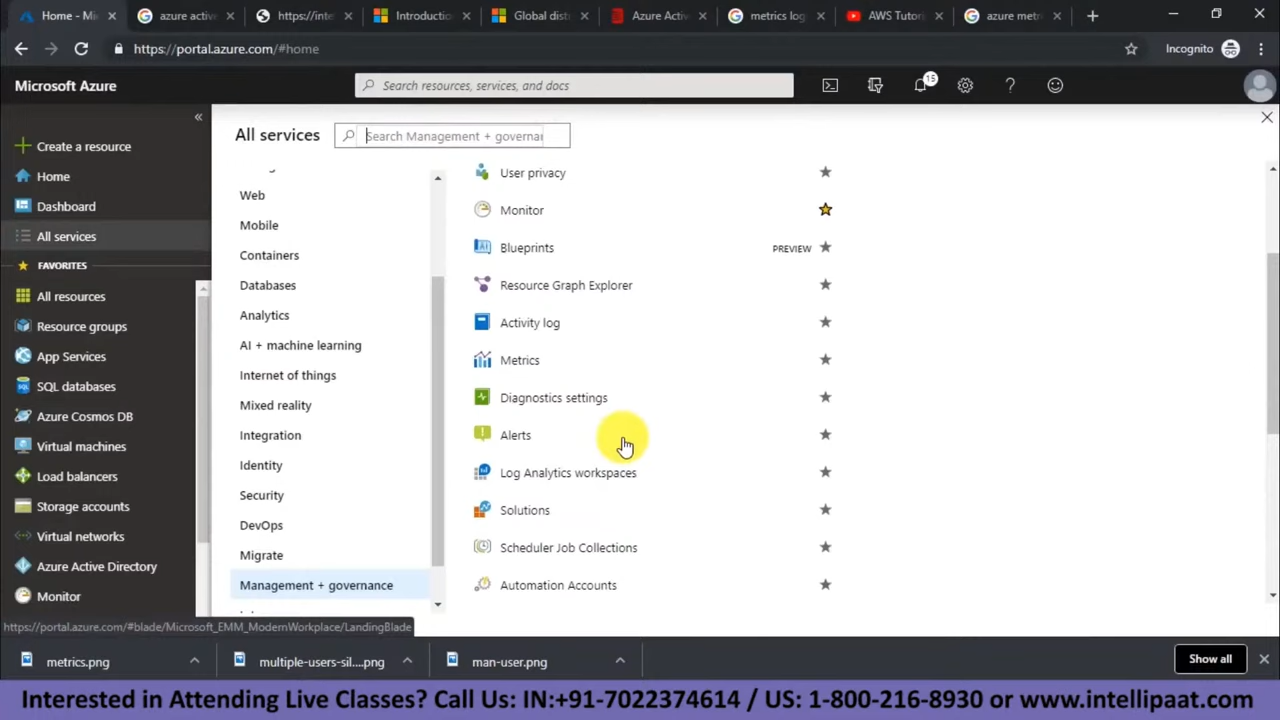 Home - Mic
azure active
https://inte
Introduction
Global dist
Azure Activ
metrics log
AWS Tutor
azure metr
https://portal.azure.com/#home
Incognito
Microsoft Azure
Search resources, services, and docs
15
All services
Search Management + governan
Create a resource
Home
Dashboard
All services
FAVORITES
All resources
Resource groups
App Services
SQL databases
Azure Cosmos DB
Virtual machines
Load balancers
Storage accounts
Virtual networks
Azure Active Directory
Monitor
Web
Mobile
Containers
Databases
Analytics
AI + machine learning
Internet of things
Mixed reality
Integration
Identity
Security
DevOps
Migrate
Management + governance
User privacy
Monitor
Blueprints PREVIEW
Resource Graph Explorer
Activity log
Metrics
Diagnostics settings
Alerts
Log Analytics workspaces
Solutions
Scheduler Job Collections
Automation Accounts
https://portal.azure.com/#blade/Microsoft_EMM_ModernWorkplace/LandingBlade
metrics.png
multiple-users-sil....png
man-user.png
Show all
Interested in Attending Live Classes? Call Us: IN:+91-7022374614 / US: 1-800-216-8930 or www.intellipaat.com